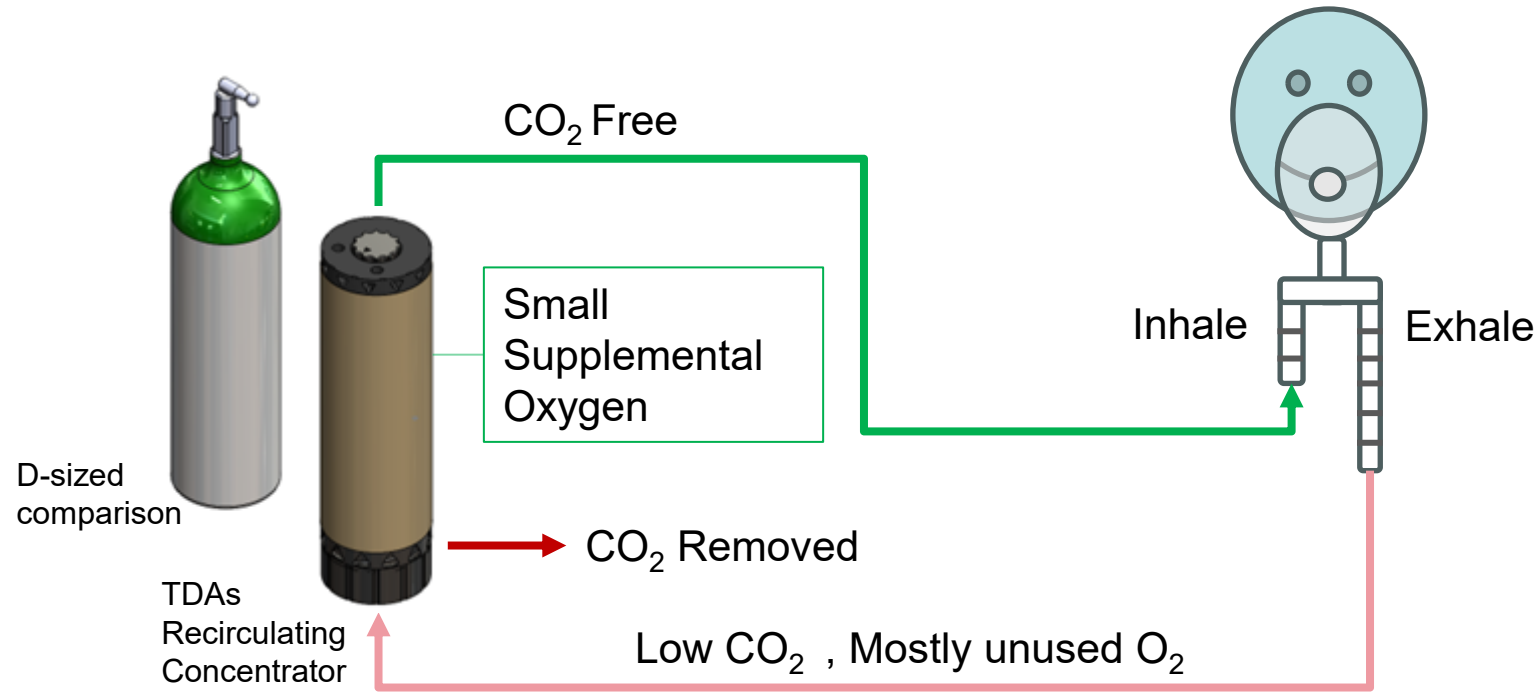 CO₂ Free
Small
Supplemental
Oxygen
Inhale
Exhale
D-sized
comparison
CO₂ Removed
TDAs
Recirculating
Concentrator
Low CO₂ , Mostly unused O₂